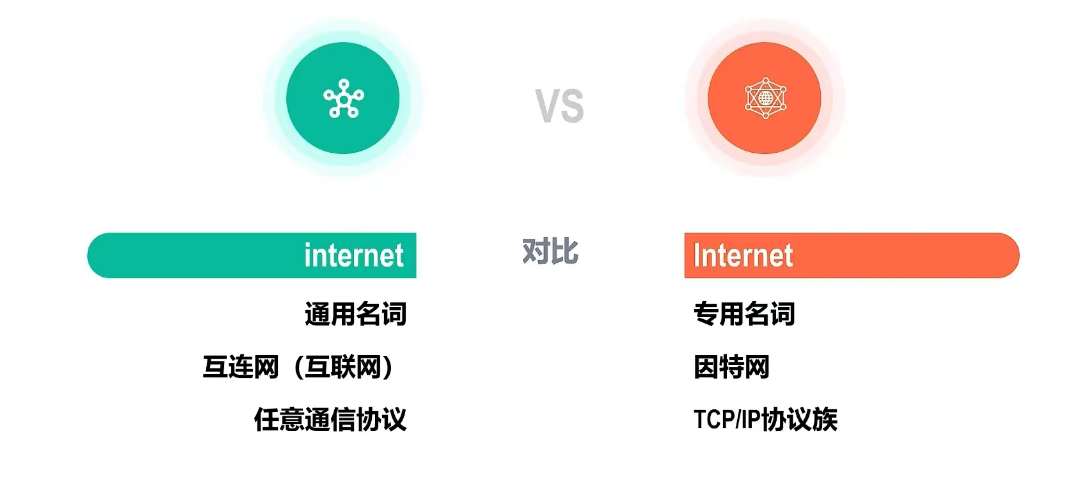 VS
internet
对比
Internet
通用名词
专用名词
互连网（互联网）
因特网
任意通信协议
TCP/IP协议族